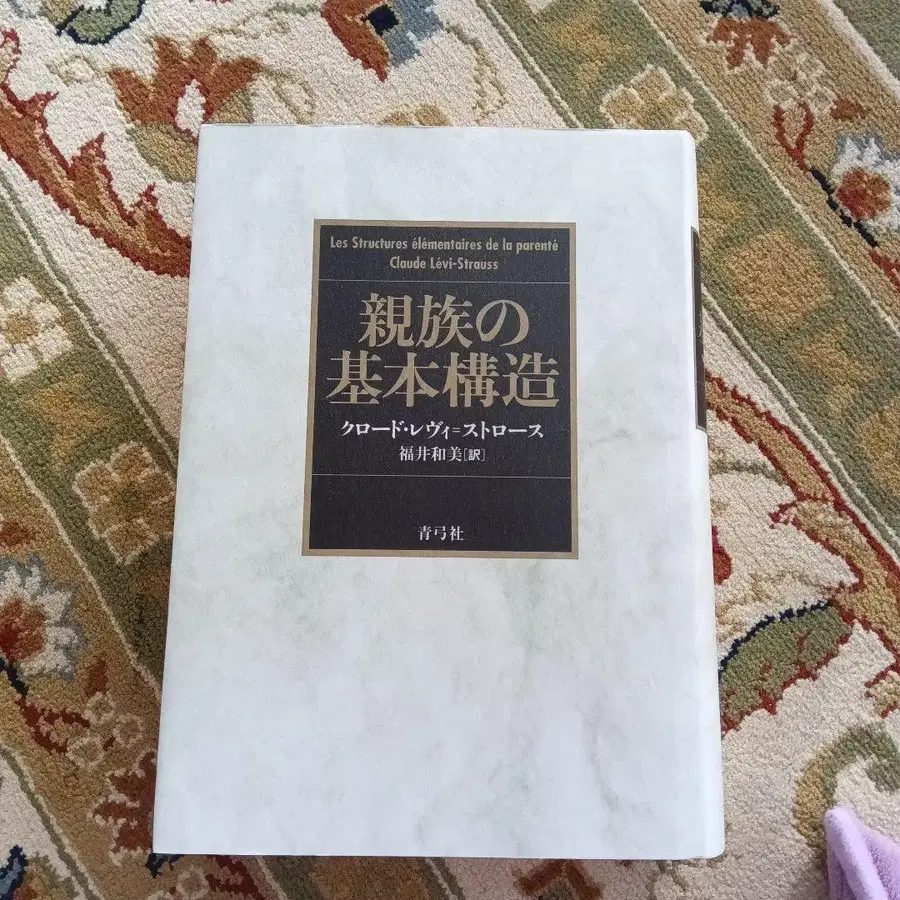 Les Structures élémentaires de la parenté
Claude Lévi-Strauss
親族の
基本構造
クロード・レヴィ=ストロース
福井和美[訳]
青弓社